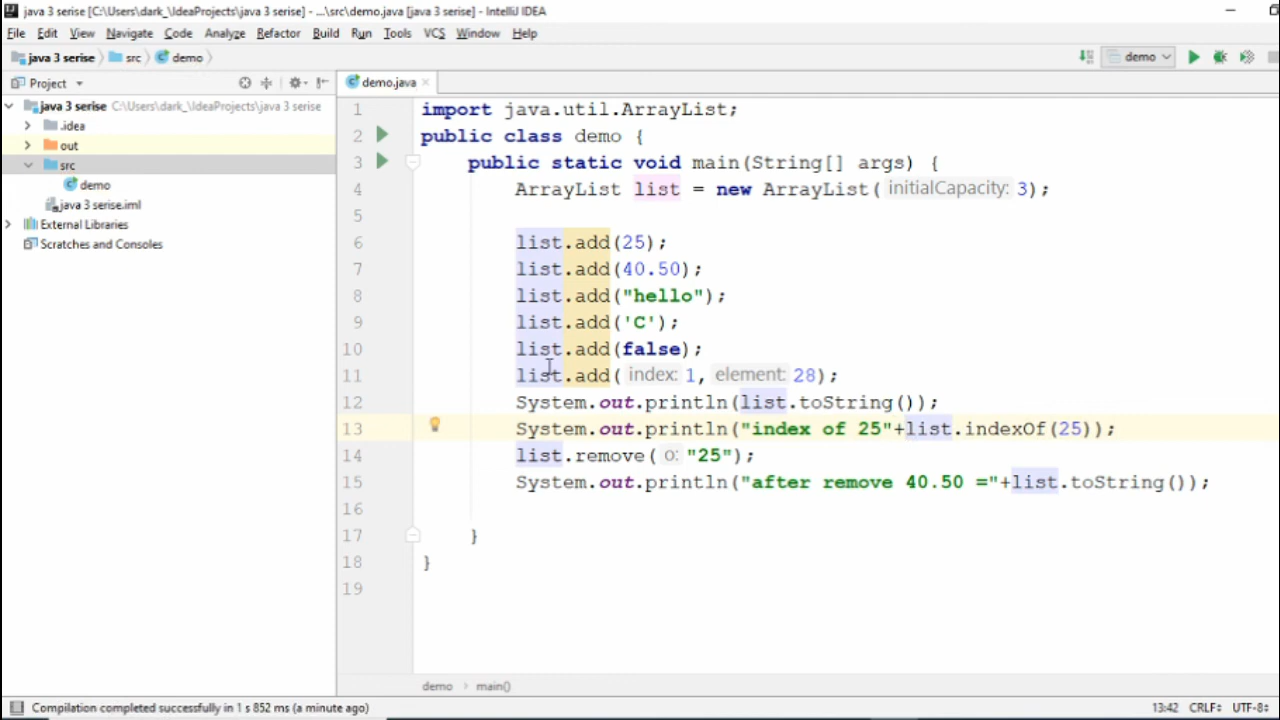 java 3 serise [C:\Users\dark_\IdeaProjects\java 3 serise] - ...\src\demo.java [java 3 serise] - IntelliJ IDEA
File Edit View Navigate Code Analyze Refactor Build Run Tools VCS Window Help
java 3 serise src demo demo
Project demo.java
java 3 serise C:\Users\dark_\IdeaProjects\java 3 serise
.idea
out
src
demo
java 3 serise.iml
External Libraries
Scratches and Consoles
1 import java.util.ArrayList;
2 public class demo {
3 public static void main(String[] args) {
4 ArrayList list = new ArrayList( initialCapacity: 3);
5
6 list.add(25);
7 list.add(40.50);
8 list.add("hello");
9 list.add('C');
10 list.add(false);
11 list.add( index: 1, element: 28);
12 System.out.println(list.toString());
13 System.out.println("index of 25"+list.indexOf(25));
14 list.remove( o: "25");
15 System.out.println("after remove 40.50 ="+list.toString());
16
17 }
18 }
19
demo main()
Compilation completed successfully in 1 s 852 ms (a minute ago) 13:42 CRLF UTF-8